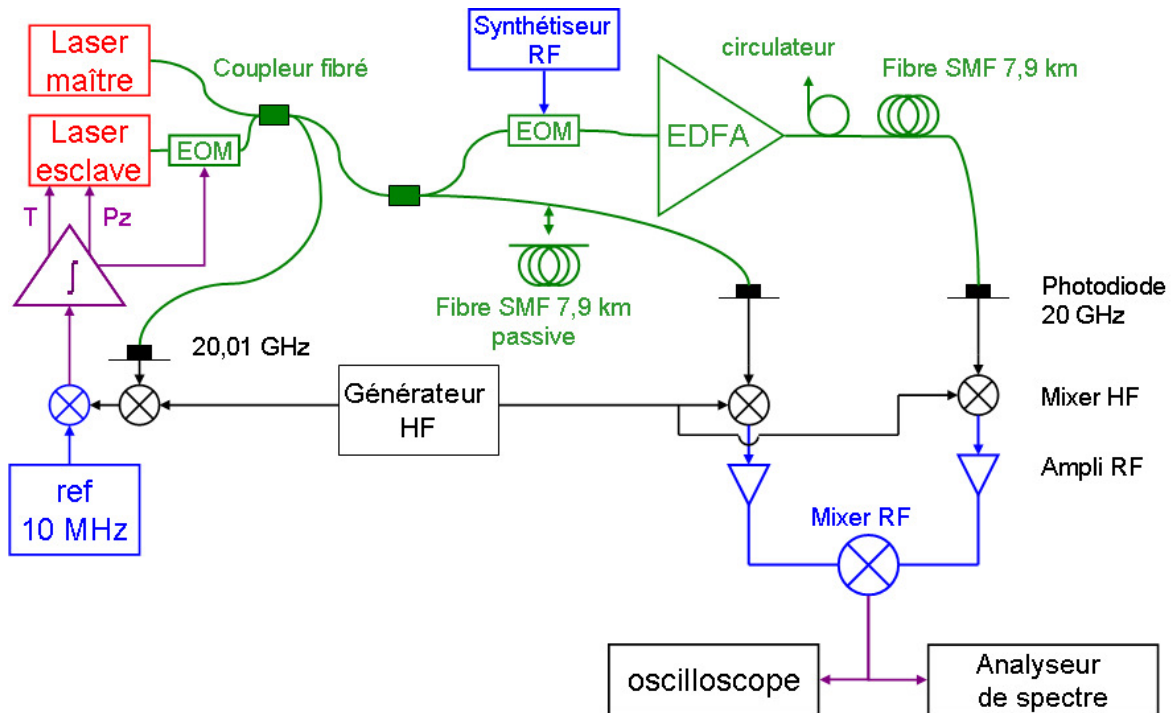 Laser
maître
Coupleur fibré
Synthétiseur
RF
circulateur
Fibre SMF 7,9 km
Laser
esclave
EOM
EOM
EDFA
T
Pz
∫
Fibre SMF 7,9 km
passive
Photodiode
20 GHz
20,01 GHz
Générateur
HF
Mixer HF
ref
10 MHz
Ampli RF
Mixer RF
oscilloscope
Analyseur
de spectre